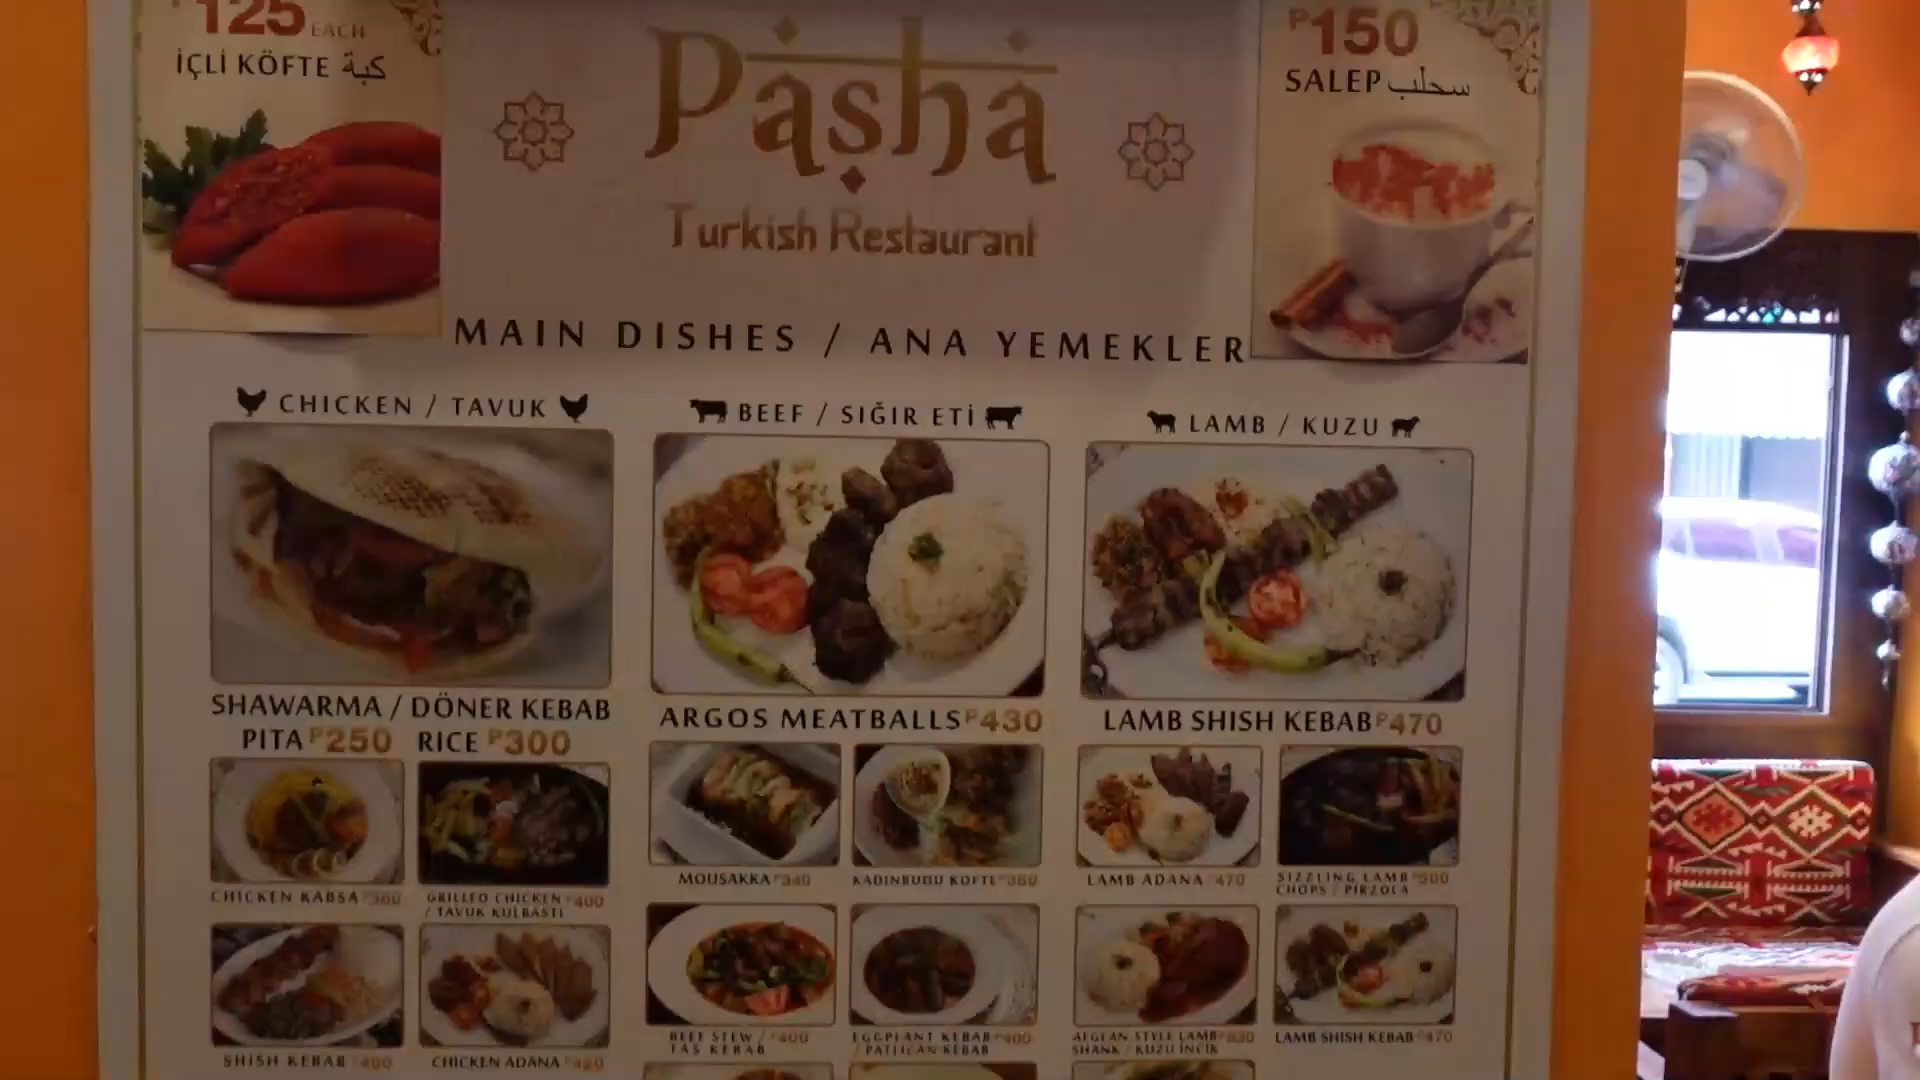 ₱125 EACH
İÇLİ KÖFTE كبة
Pasha
Turkish Restaurant
₱150
SALEP سحلب
MAIN DISHES / ANA YEMEKLER
CHICKEN / TAVUK
BEEF / SIĞIR ETİ
LAMB / KUZU
SHAWARMA / DÖNER KEBAB
PITA ₱250 RICE ₱300
ARGOS MEATBALLS ₱430
LAMB SHISH KEBAB ₱470
CHICKEN KABSA
GRILLED CHICKEN ₱400
/ TAVUK KULBASTI
MOUSAKKA ₱340
KADINBUDU KOFTE
LAMB ADANA ₱470
SIZZLING LAMB ₱500
CHOPS / PIRZOLA
SHISH KEBAB ₱400
CHICKEN ADANA
BEEF STEW / ₱400
TAS KEBAB
EGGPLANT KEBAB ₱400
/ PATLICAN KEBAB
AEGEAN STYLE LAMB
SHANK / KUZU INCIK
LAMB SHISH KEBAB ₱470